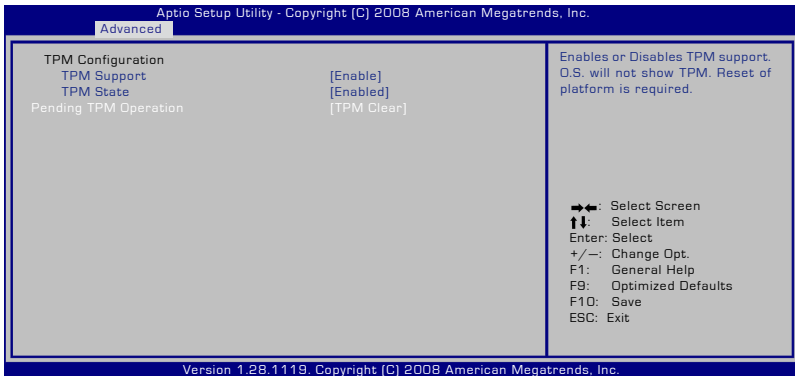 Aptio Setup Utility - Copyright (C) 2008 American Megatrends, Inc.
Advanced
TPM Configuration
TPM Support [Enable]
TPM State [Enabled]
Pending TPM Operation [TPM Clear]
Enables or Disables TPM support.
O.S. will not show TPM. Reset of
platform is required.
→←: Select Screen
↑↓: Select Item
Enter: Select
+/−: Change Opt.
F1: General Help
F9: Optimized Defaults
F10: Save
ESC: Exit
Version 1.28.1119. Copyright (C) 2008 American Megatrends, Inc.